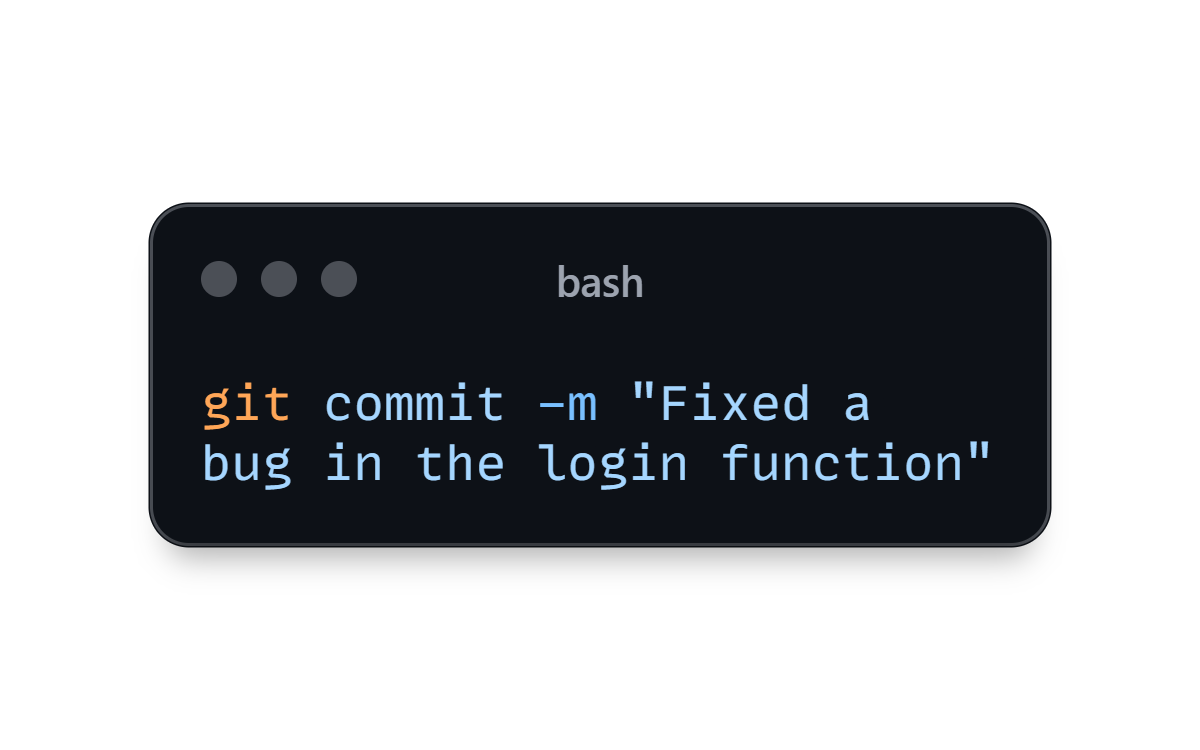 bash
git commit -m "Fixed a
bug in the login function"